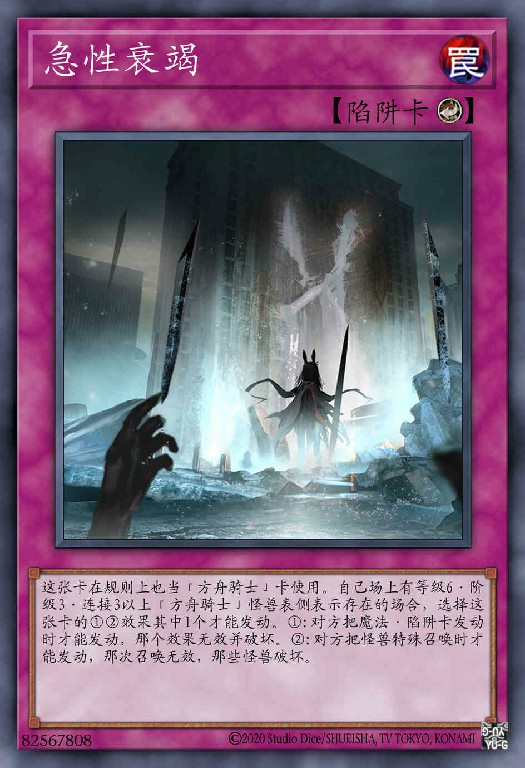 急性衰竭
罠
【陷阱卡】
这张卡在规则上也当「方舟骑士」卡使用。自己场上有等级6·阶
级3·连接3以上「方舟骑士」怪兽表侧表示存在的场合，选择这
张卡的①②效果其中1个才能发动。①:对方把魔法·陷阱卡发动
时才能发动，那个效果无效并破坏。②:对方把怪兽特殊召唤时才
能发动，那次召唤无效，那些怪兽破坏。
82567808
©2020 Studio Dice/SHUEISHA, TV TOKYO, KONAMI